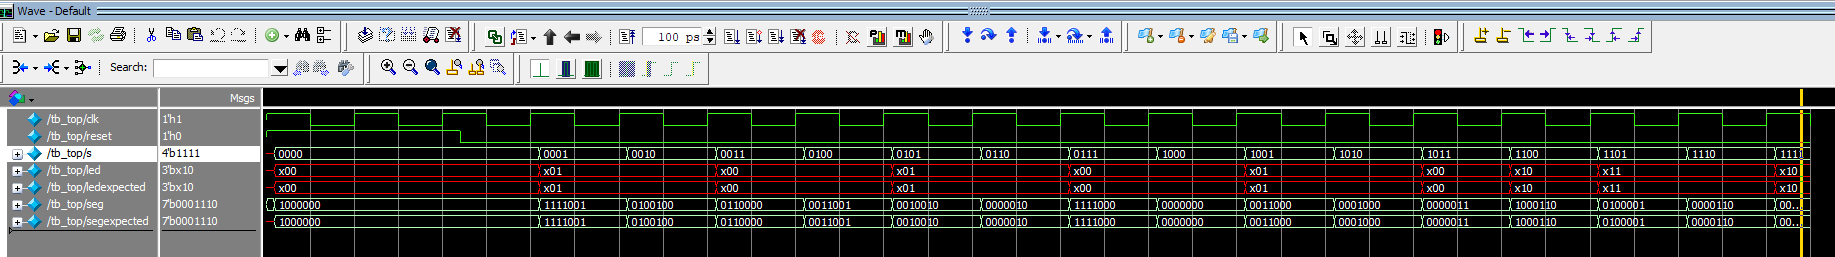 Wave - Default
100 ps
Search:
Msgs
/tb_top/clk 1'h1
/tb_top/reset 1'h0
/tb_top/s 4'b1111 0000 0001 0010 0011 0100 0101 0110 0111 1000 1001 1010 1011 1100 1101 1110 1111
/tb_top/led 3'bx10 x00 x01 x00 x01 x00 x01 x00 x10 x11 x10
/tb_top/ledexpected 3'bx10 x00 x01 x00 x01 x00 x01 x00 x10 x11 x10
/tb_top/seg 7'b0001110 1000000 1111001 0100100 0110000 0011001 0010010 0000010 1111000 0000000 0011000 0001000 0000011 1000110 0100001 0000110 00...
/tb_top/segexpected 7'b0001110 1000000 1111001 0100100 0110000 0011001 0010010 0000010 1111000 0000000 0011000 0001000 0000011 1000110 0100001 0000110 00...